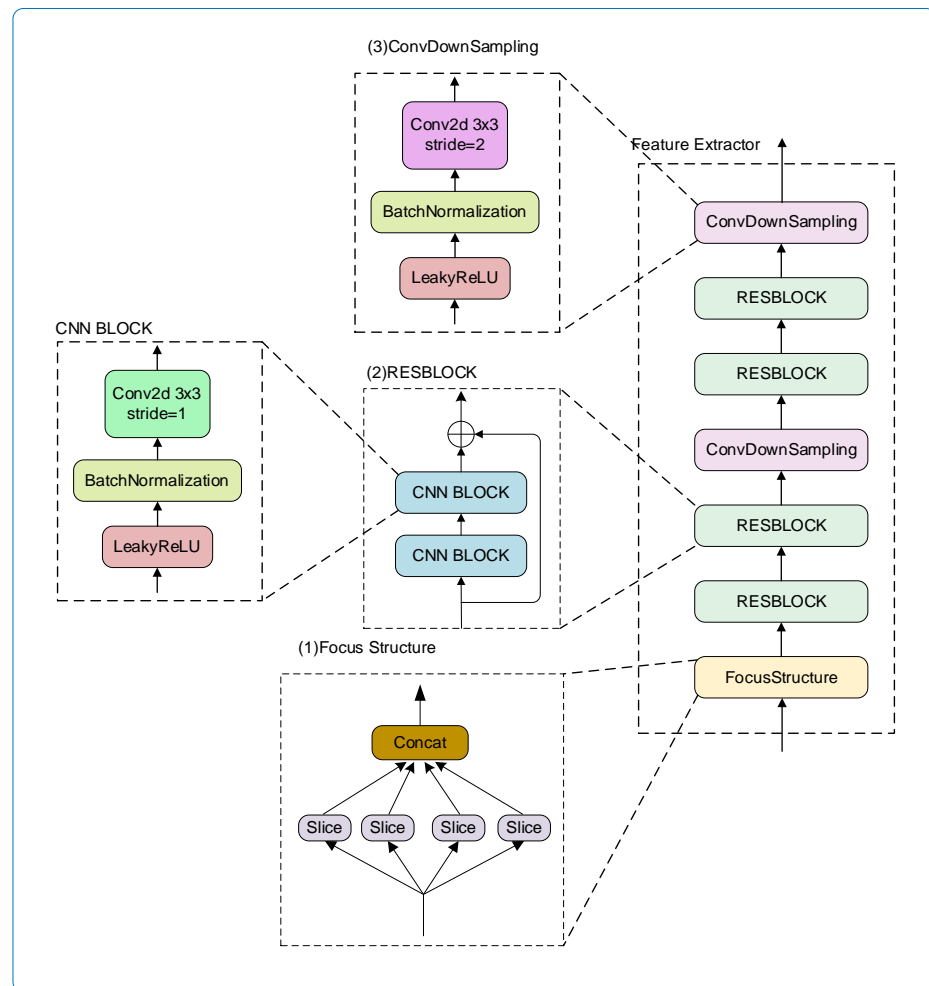 (3)ConvDownSampling
Conv2d 3x3
stride=2
BatchNormalization
LeakyReLU
Feature Extractor
ConvDownSampling
RESBLOCK
RESBLOCK
ConvDownSampling
RESBLOCK
RESBLOCK
FocusStructure
CNN BLOCK
Conv2d 3x3
stride=1
BatchNormalization
LeakyReLU
(2)RESBLOCK
CNN BLOCK
CNN BLOCK
(1)Focus Structure
Concat
Slice Slice Slice Slice